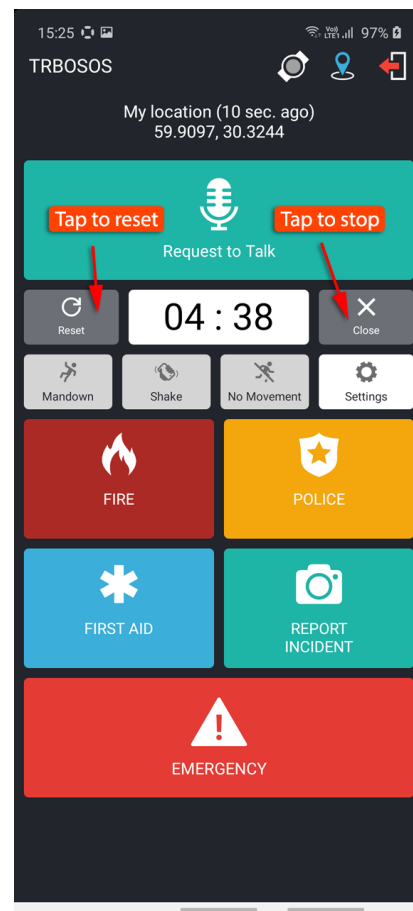 15:25 97%
TRBOSOS
My location (10 sec. ago)
59.9097, 30.3244
Tap to reset
Tap to stop
Request to Talk
Reset
04 : 38
Close
Mandown
Shake
No Movement
Settings
FIRE
POLICE
FIRST AID
REPORT
INCIDENT
EMERGENCY